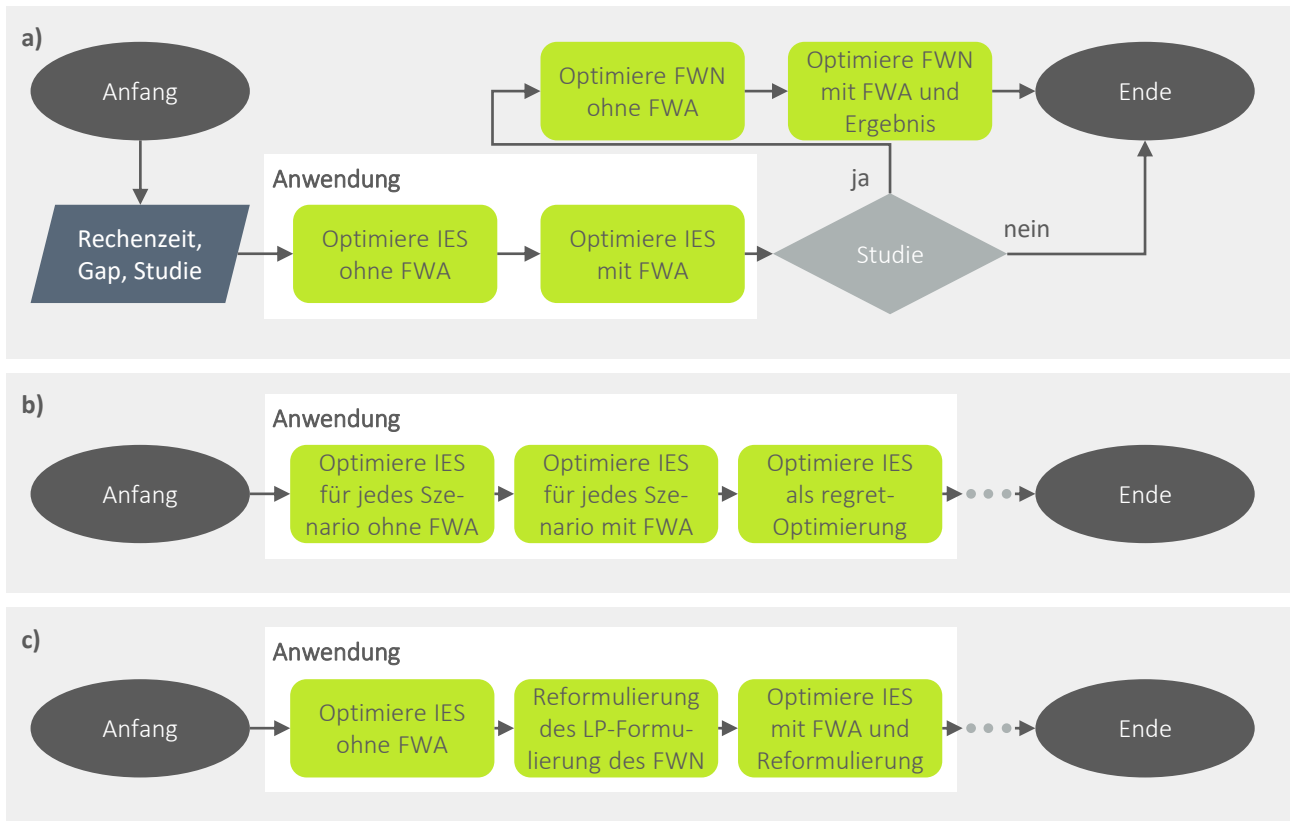 a)
Anfang
Optimiere FWN
ohne FWA
Optimiere FWN
mit FWA und
Ergebnis
Ende
Rechenzeit,
Gap, Studie
Anwendung
Optimiere IES
ohne FWA
Optimiere IES
mit FWA
ja
Studie
nein
b)
Anwendung
Anfang
Optimiere IES
für jedes Sze-
nario ohne FWA
Optimiere IES
für jedes Sze-
nario mit FWA
Optimiere IES
als regret-
Optimierung
Ende
c)
Anwendung
Anfang
Optimiere IES
ohne FWA
Reformulierung
des LP-Formu-
lierung des FWN
Optimiere IES
mit FWA und
Reformulierung
Ende